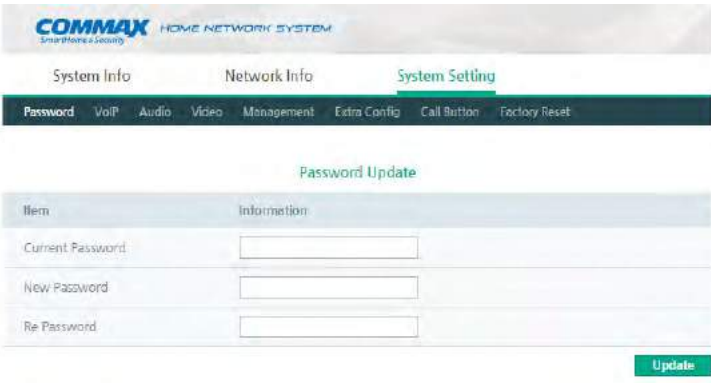 COMMAX HOME NETWORK SYSTEM
SmartHome & Security
System Info Network Info System Setting
Password VoIP Audio Video Management Extra Config Call Button Factory Reset
Password Update
Item Information
Current Password
New Password
Re Password
Update